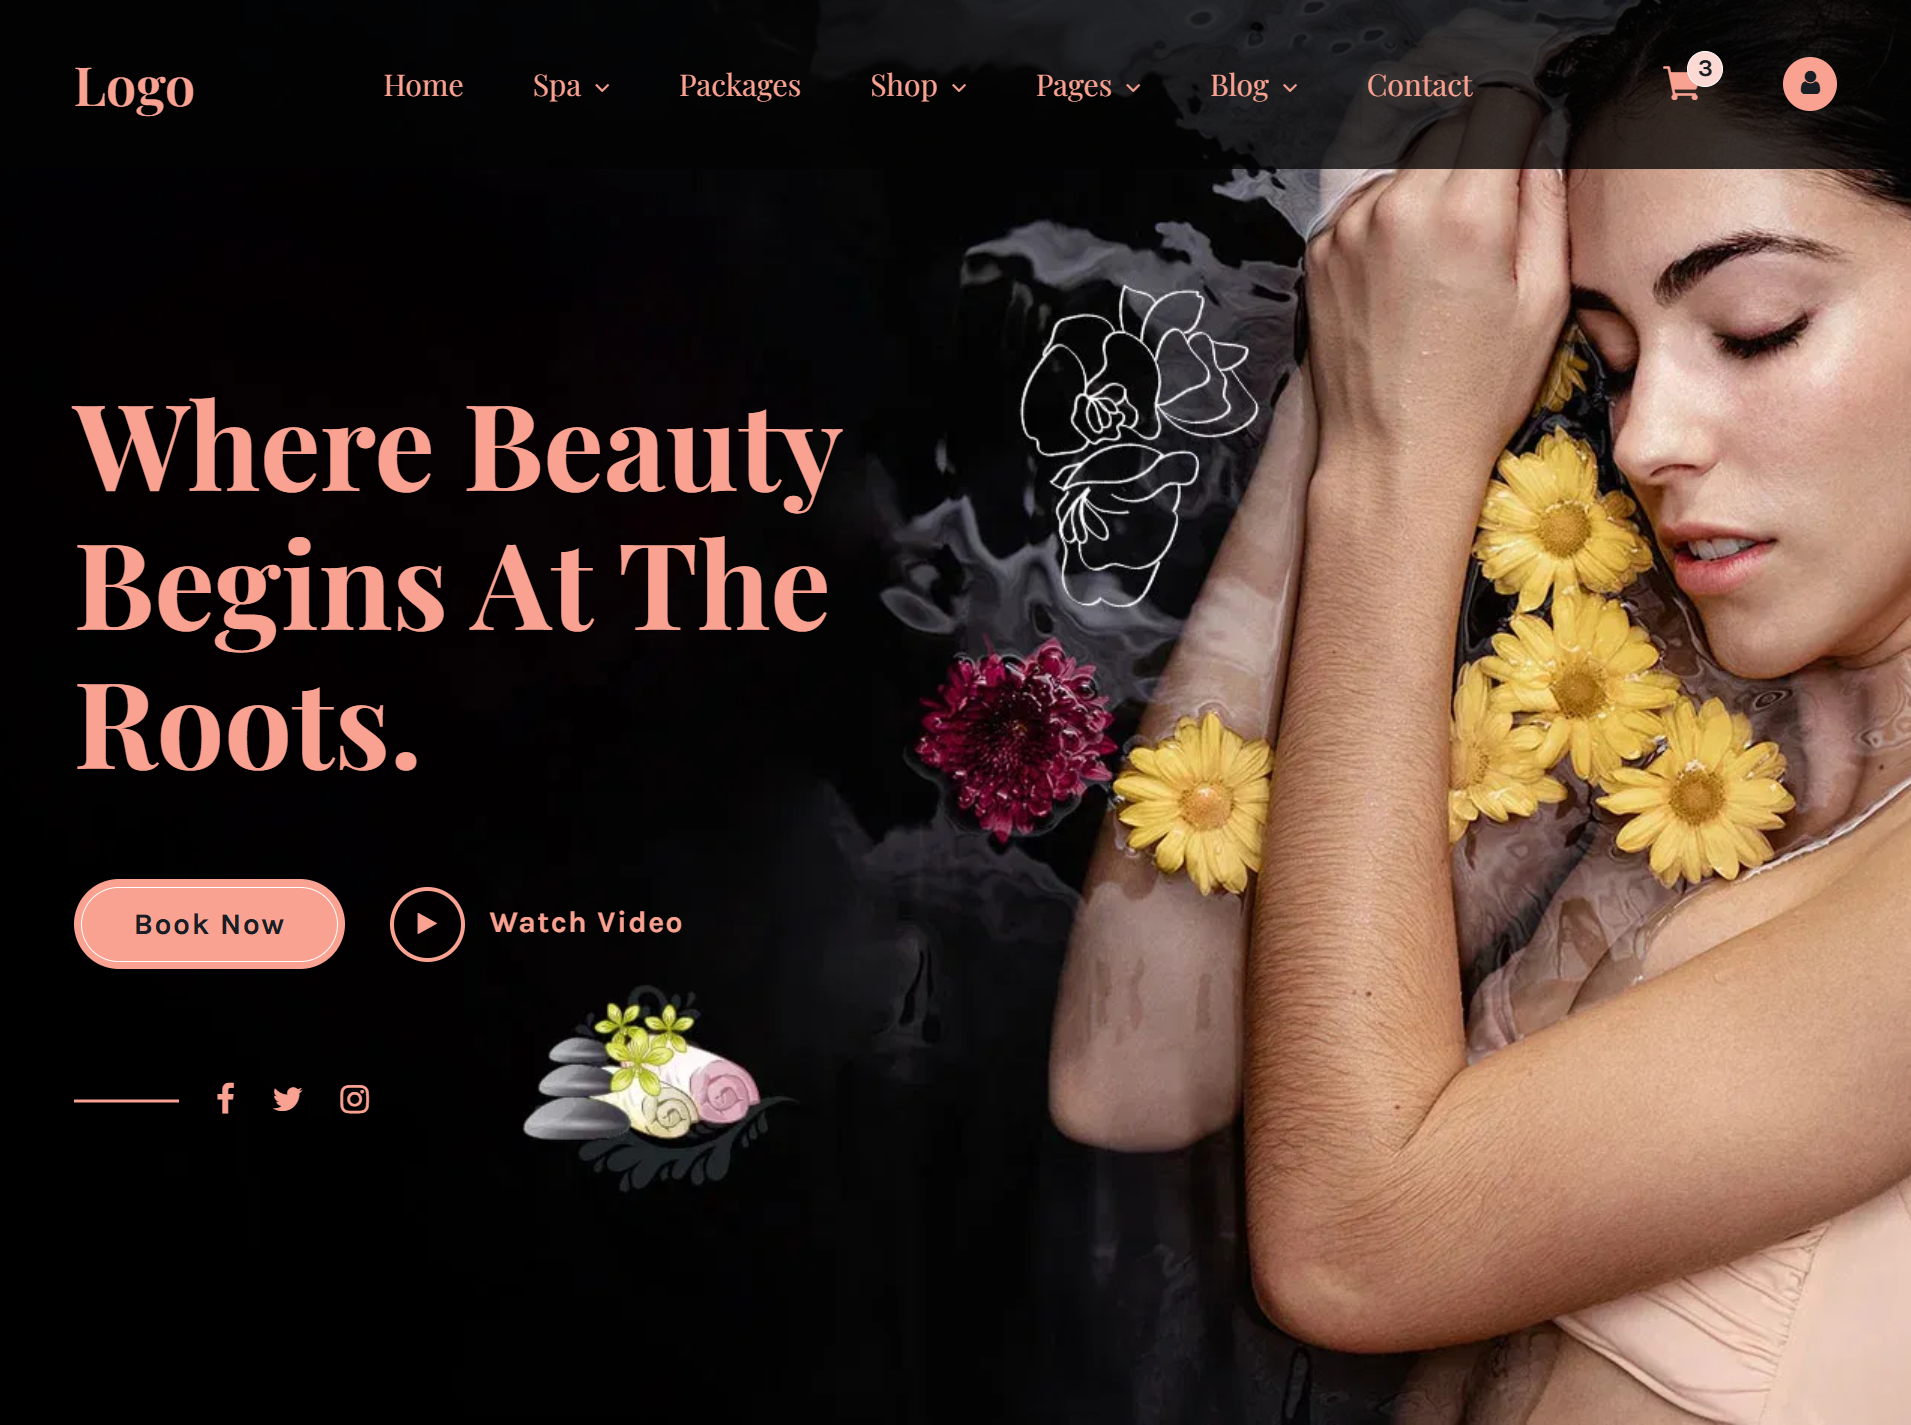 Logo Home Spa Packages Shop Pages Blog Contact 3
Where Beauty
Begins At The
Roots.
Book Now Watch Video